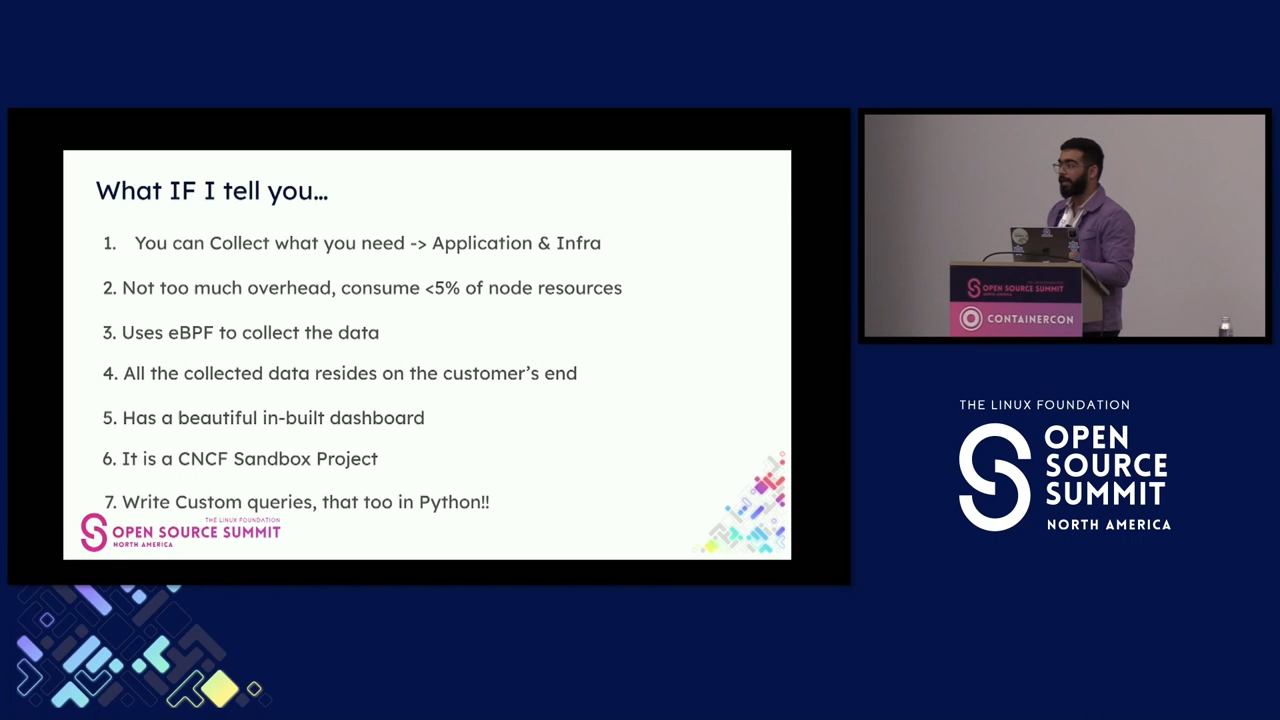 What IF I tell you...
1. You can Collect what you need -> Application & Infra
2. Not too much overhead, consume <5% of node resources
3. Uses eBPF to collect the data
4. All the collected data resides on the customer's end
5. Has a beautiful in-built dashboard
6. It is a CNCF Sandbox Project
7. Write Custom queries, that too in Python!!
THE LINUX FOUNDATION
OPEN SOURCE SUMMIT
NORTH AMERICA
OPEN SOURCE SUMMIT
CONTAINERCON
THE LINUX FOUNDATION
OPEN
SOURCE
SUMMIT
NORTH AMERICA